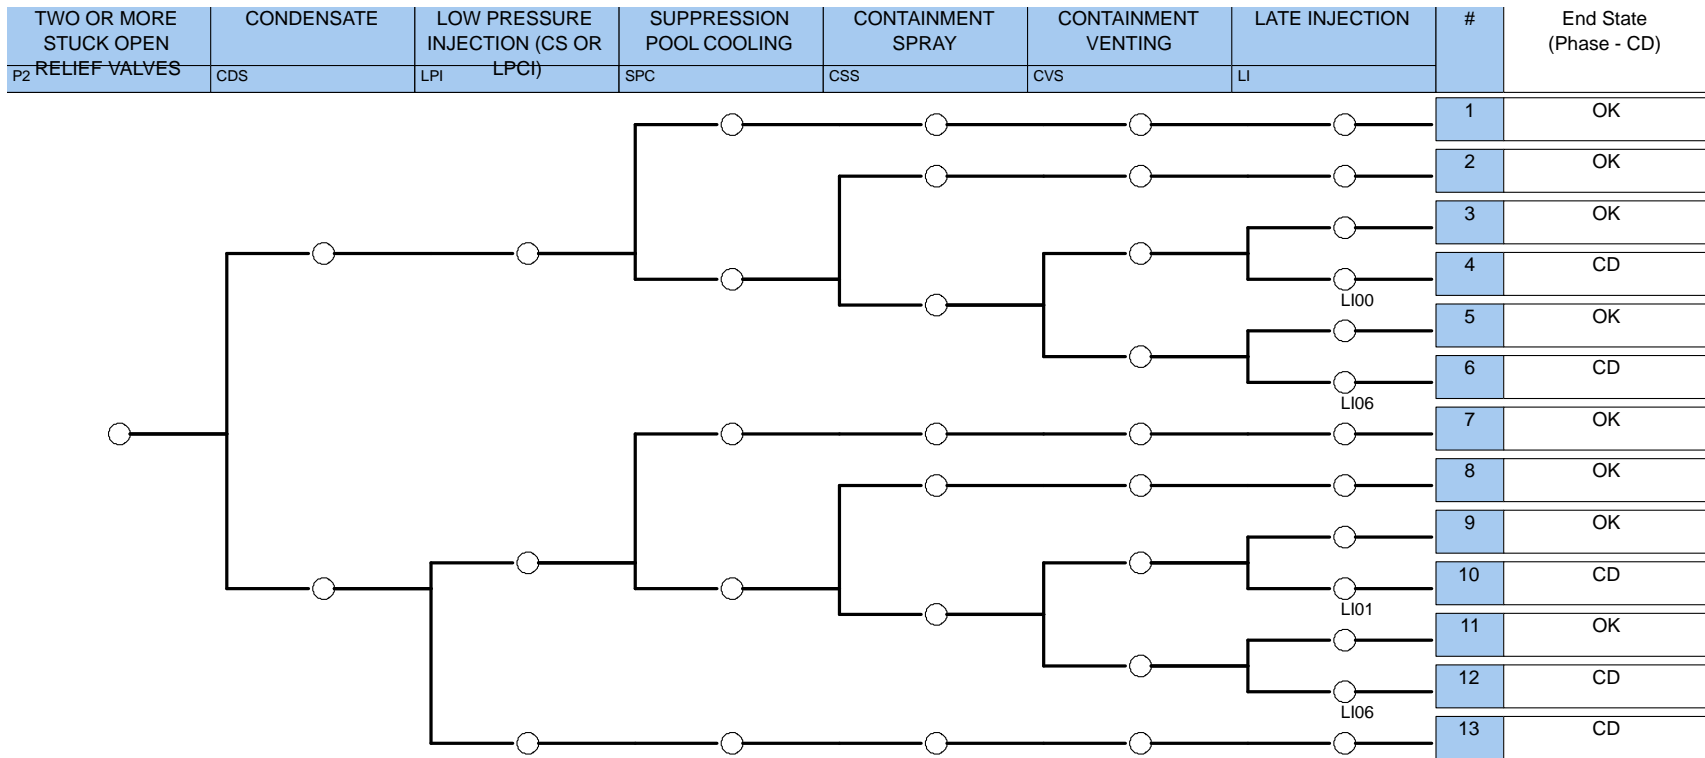 TWO OR MORE
STUCK OPEN
RELIEF VALVES
P2
CONDENSATE
CDS
LOW PRESSURE
INJECTION (CS OR
LPCI)
LPI
SUPPRESSION
POOL COOLING
SPC
CONTAINMENT
SPRAY
CSS
CONTAINMENT
VENTING
CVS
LATE INJECTION
LI
#
End State
(Phase - CD)
1 OK
2 OK
3 OK
4 CD
LI00
5 OK
6 CD
LI06
7 OK
8 OK
9 OK
10 CD
LI01
11 OK
12 CD
LI06
13 CD